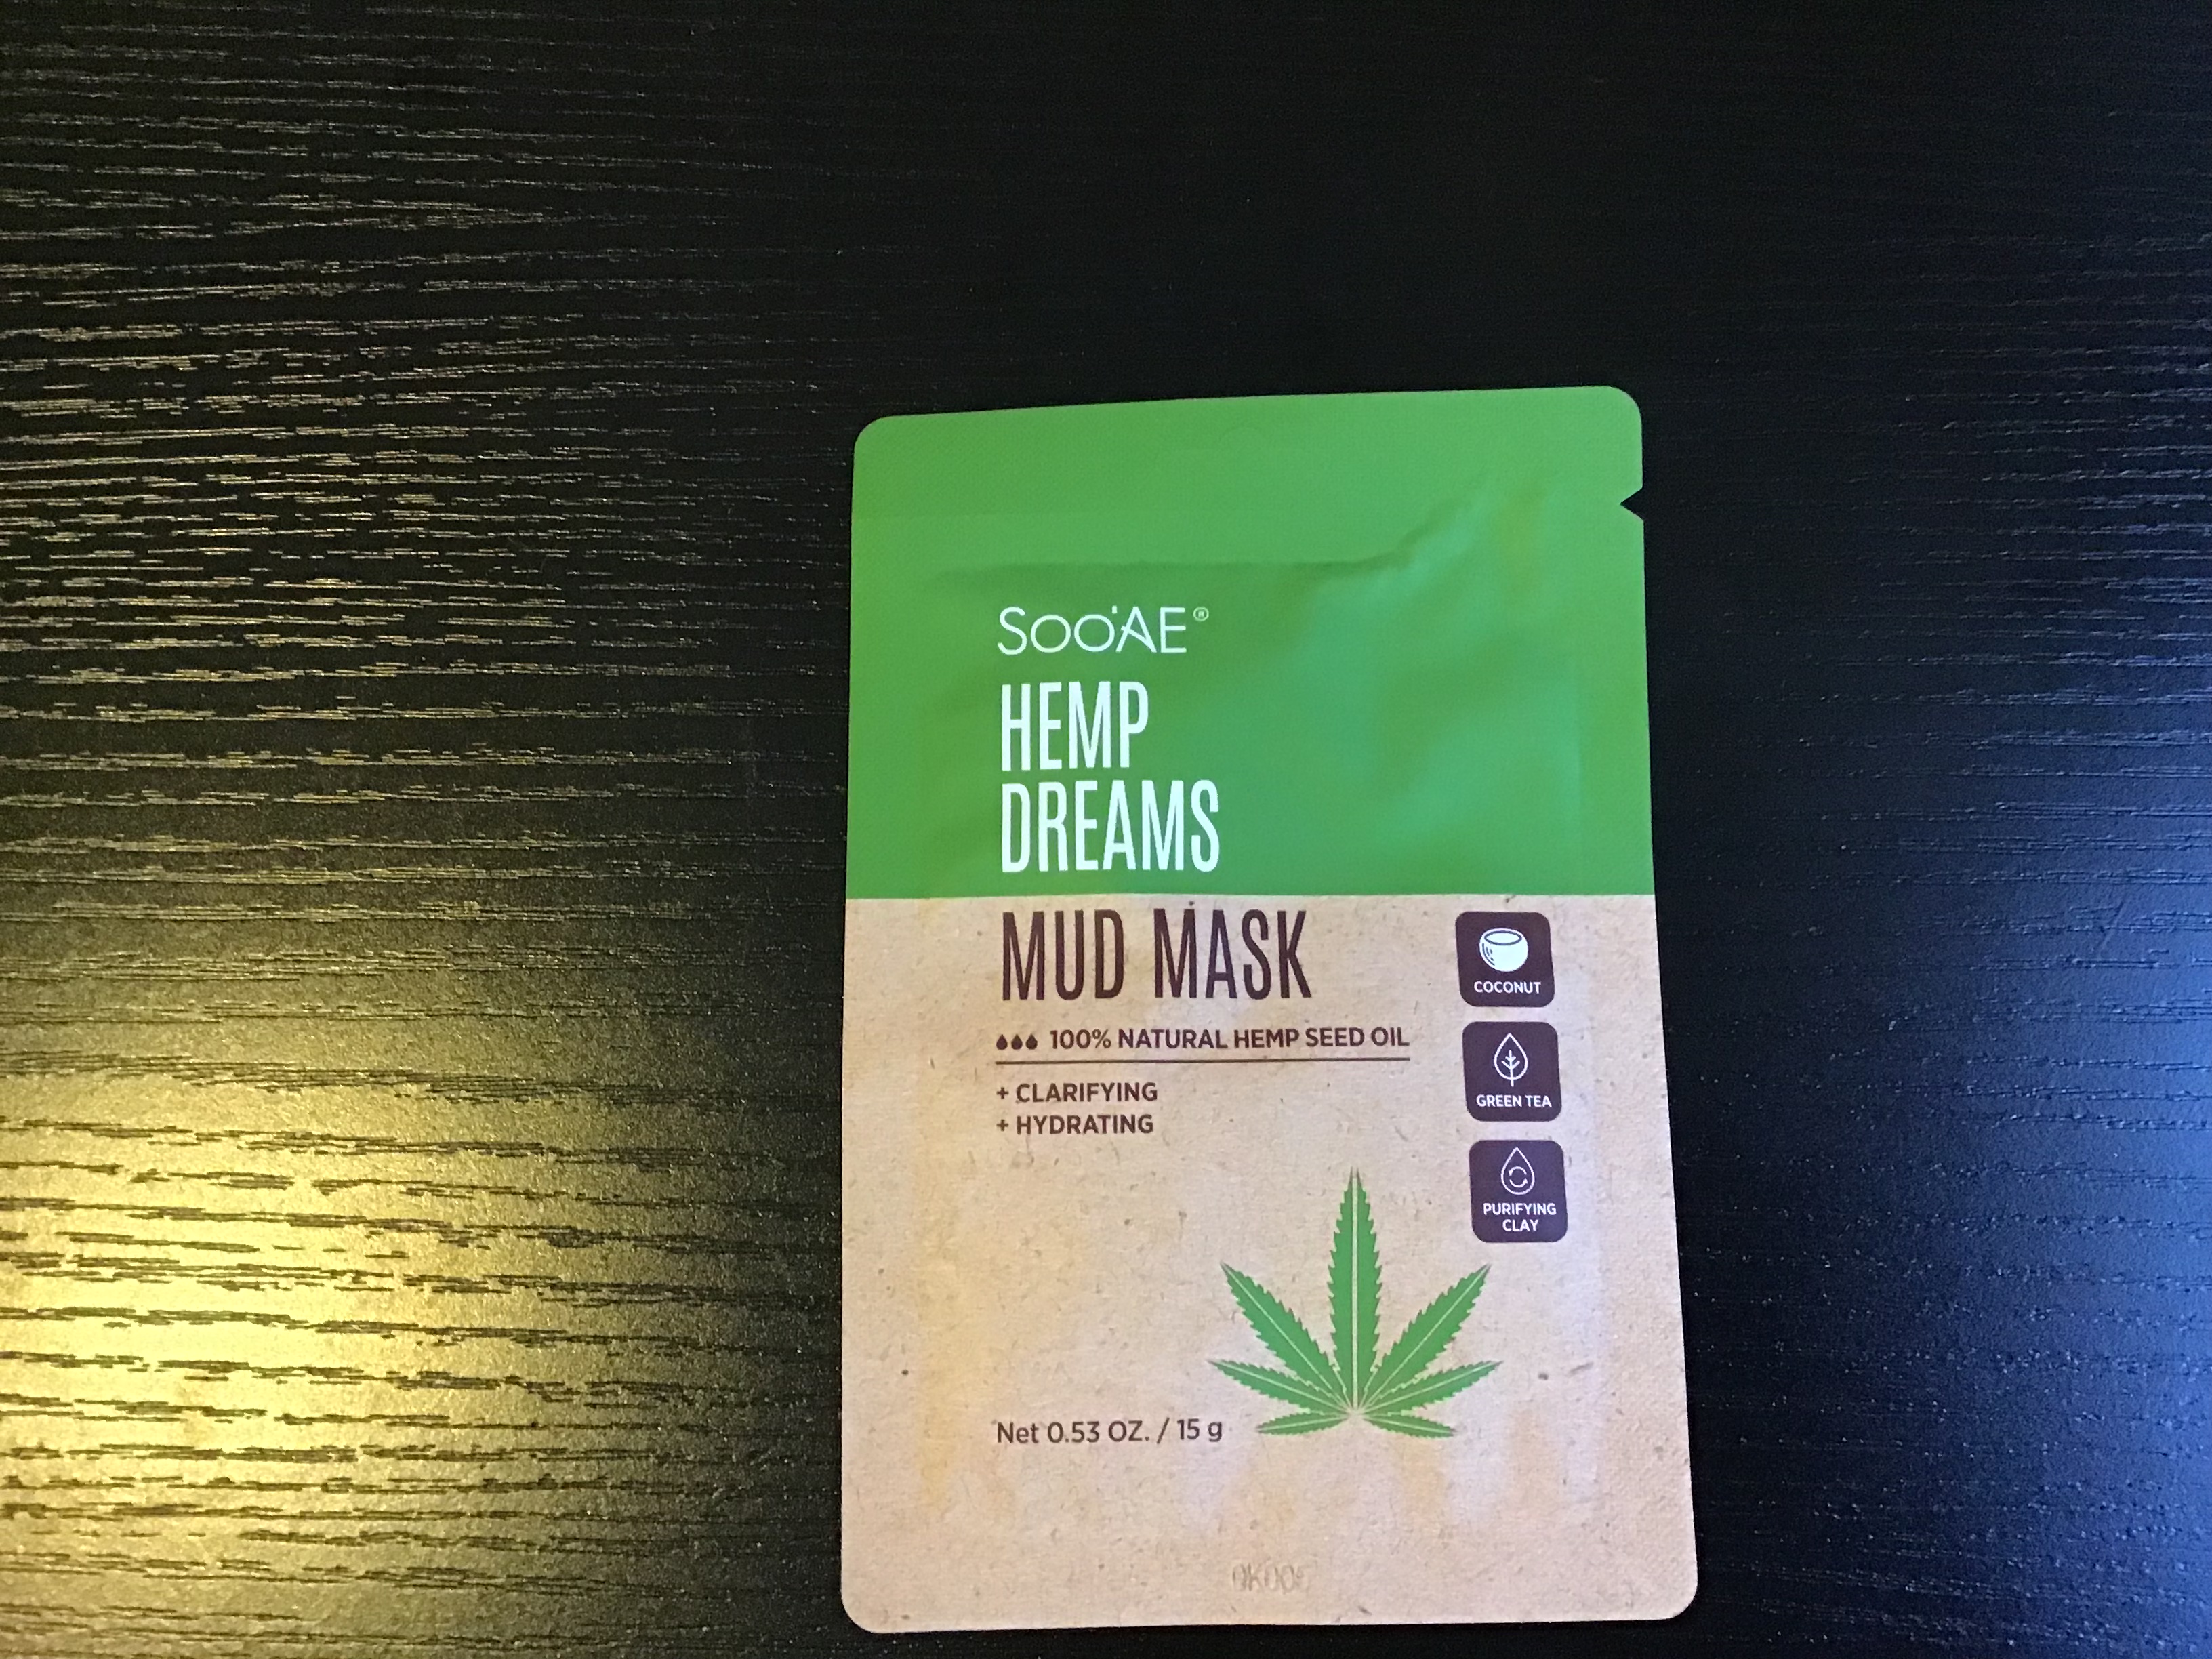 SOO'AE®
HEMP
DREAMS
MUD MASK
100% NATURAL HEMP SEED OIL
+ CLARIFYING
+ HYDRATING
COCONUT
GREEN TEA
PURIFYING
CLAY
Net 0.53 OZ. / 15 g